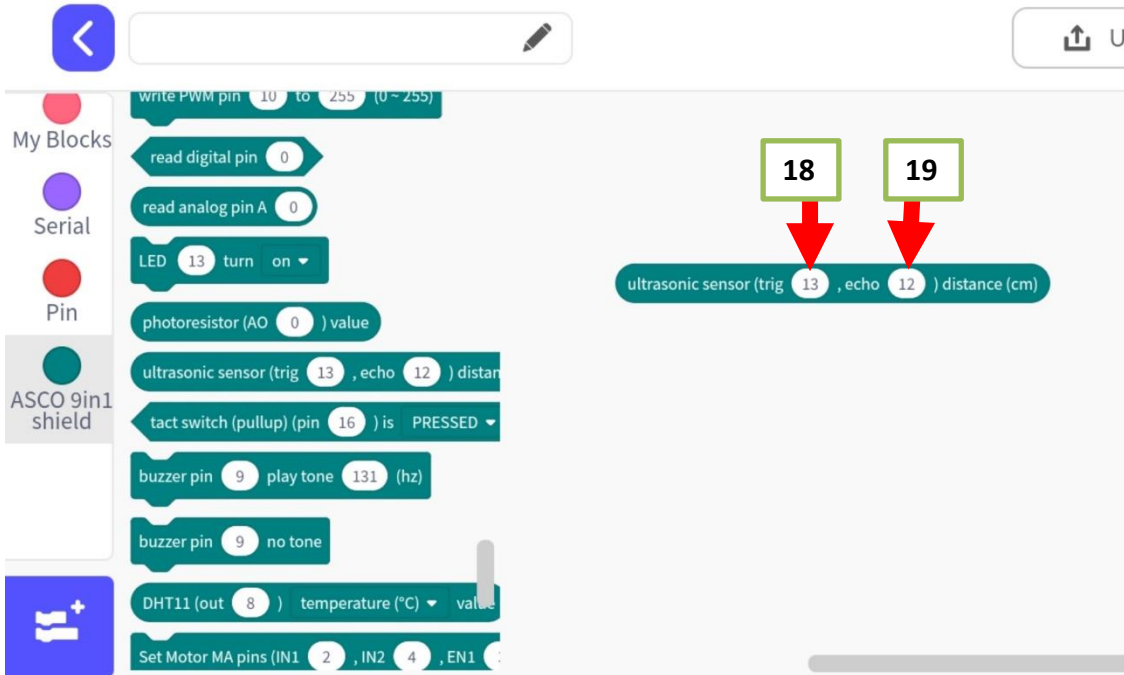 U
My Blocks
Serial
Pin
ASCO 9in1
shield
write PWM pin 10 to 255 (0 ~ 255)
read digital pin 0
read analog pin A 0
LED 13 turn on
photoresistor (AO 0 ) value
ultrasonic sensor (trig 13 , echo 12 ) distan
tact switch (pullup) (pin 16 ) is PRESSED
buzzer pin 9 play tone 131 (hz)
buzzer pin 9 no tone
DHT11 (out 8 ) temperature (°C) value
Set Motor MA pins (IN1 2 , IN2 4 , EN1
18 19
ultrasonic sensor (trig 13 , echo 12 ) distance (cm)